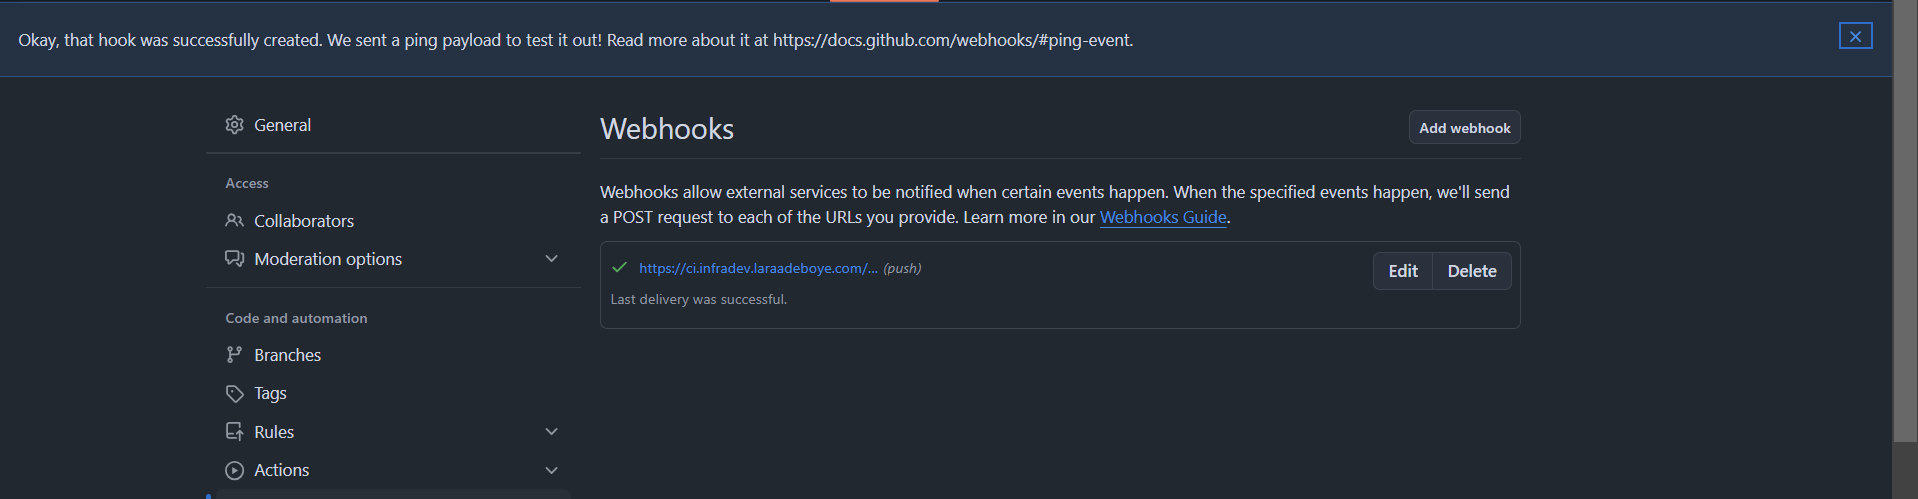 Okay, that hook was successfully created. We sent a ping payload to test it out! Read more about it at https://docs.github.com/webhooks/#ping-event.
General
Access
Collaborators
Moderation options
Code and automation
Branches
Tags
Rules
Actions
Webhooks
Add webhook
Webhooks allow external services to be notified when certain events happen. When the specified events happen, we'll send
a POST request to each of the URLs you provide. Learn more in our Webhooks Guide.
https://ci.infradev.laraadeboye.com/... (push)
Edit
Delete
Last delivery was successful.